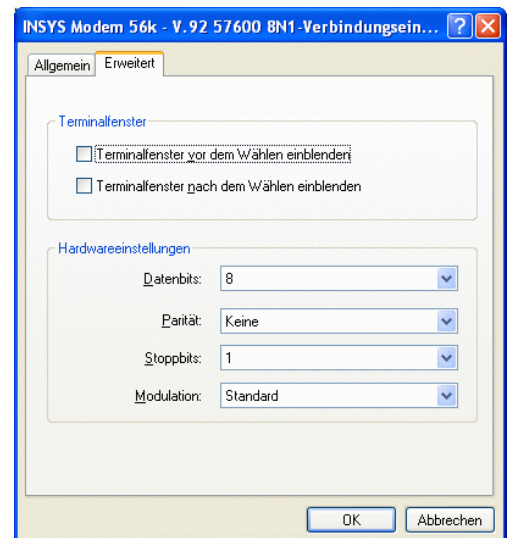 INSYS Modem 56k - V.92 57600 8N1-Verbindungsein...
Allgemein
Erweitert
Terminalfenster
Terminalfenster vor dem Wählen einblenden
Terminalfenster nach dem Wählen einblenden
Hardwareeinstellungen
Datenbits: 8
Parität: Keine
Stoppbits: 1
Modulation: Standard
OK
Abbrechen